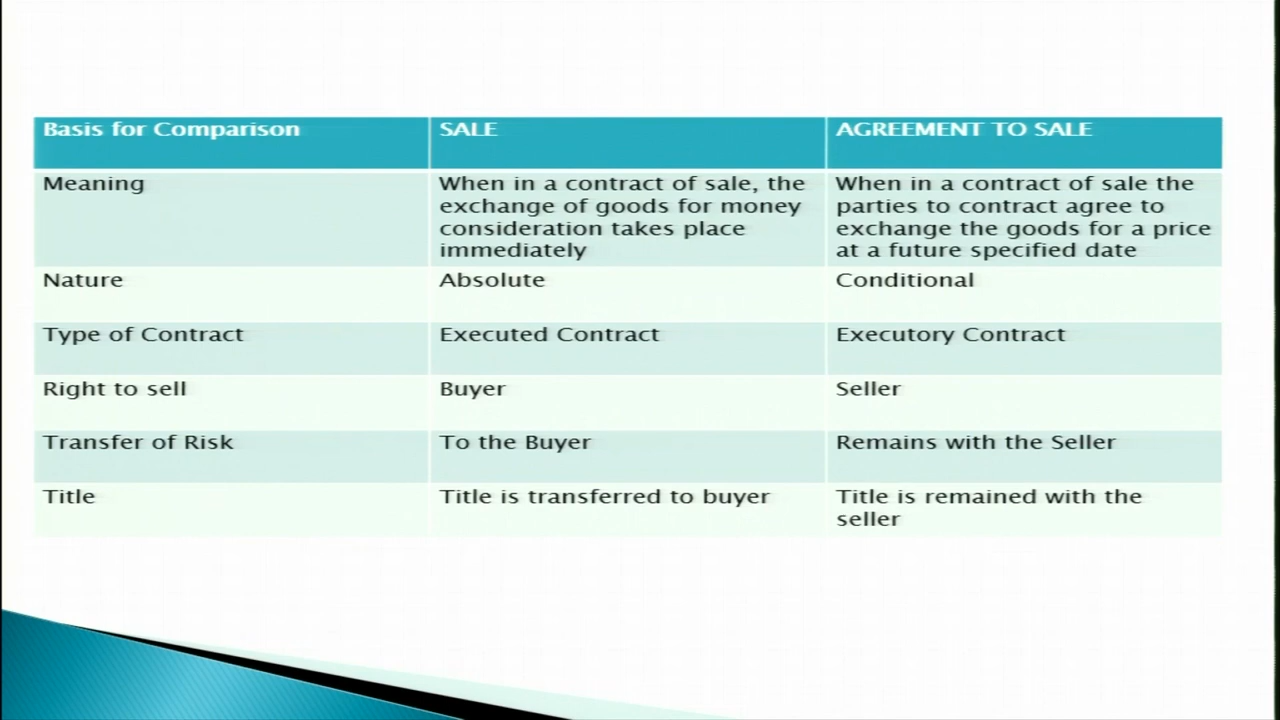 Basis for Comparison
SALE
AGREEMENT TO SALE
Meaning
When in a contract of sale, the
exchange of goods for money
consideration takes place
immediately
When in a contract of sale the
parties to contract agree to
exchange the goods for a price
at a future specified date
Nature
Absolute
Conditional
Type of Contract
Executed Contract
Executory Contract
Right to sell
Buyer
Seller
Transfer of Risk
To the Buyer
Remains with the Seller
Title
Title is transferred to buyer
Title is remained with the
seller